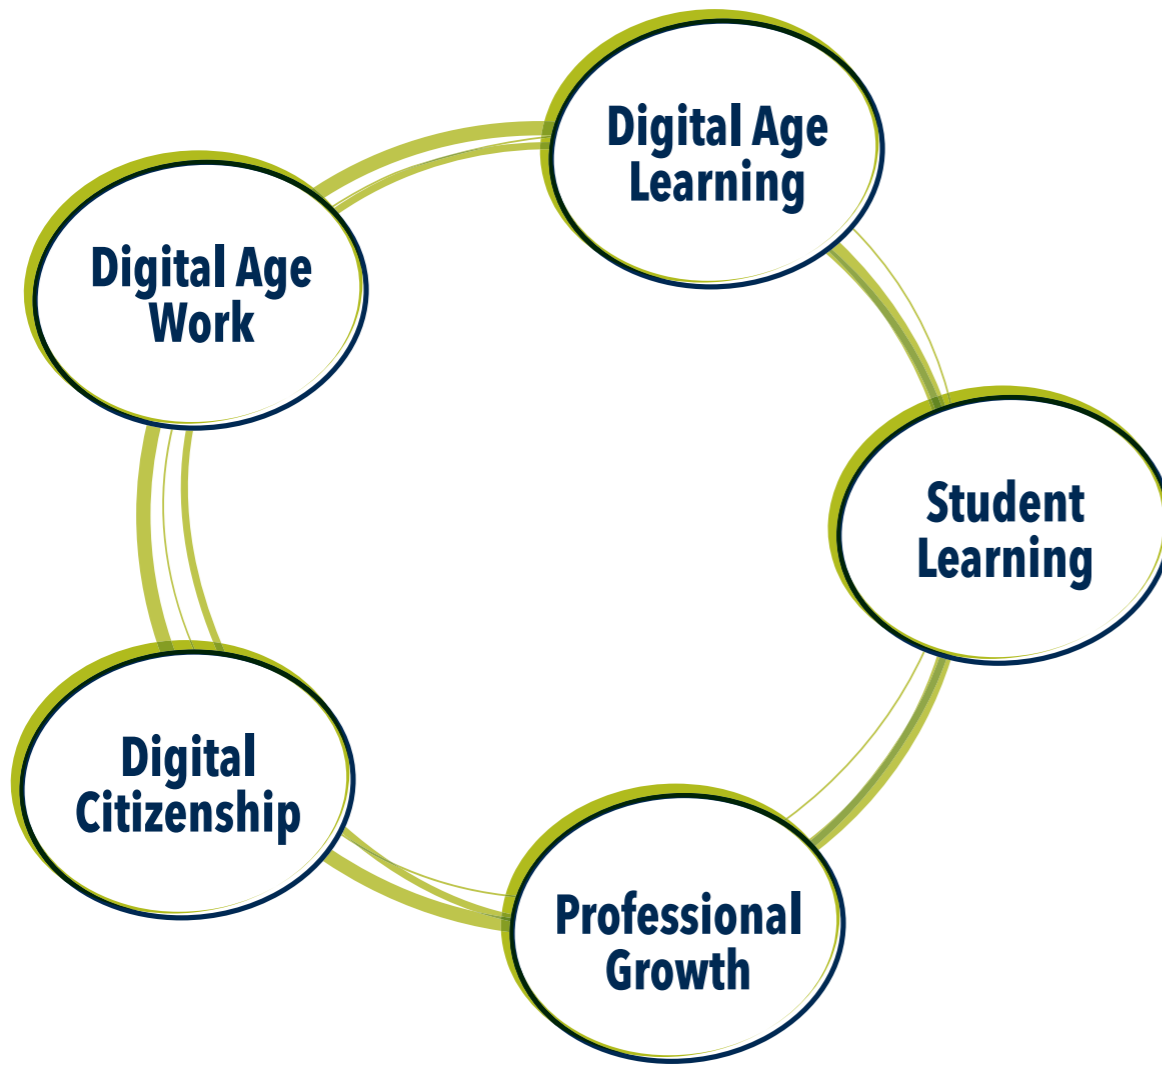 Digital Age
Learning
Digital Age
Work
Student
Learning
Digital
Citizenship
Professional
Growth